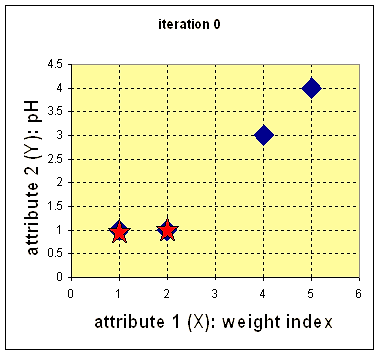 iteration 0
4.5
4
3.5
3
2.5
2
1.5
1
0.5
0
attribute 2 (Y): pH
0 1 2 3 4 5 6
attribute 1 (X): weight index